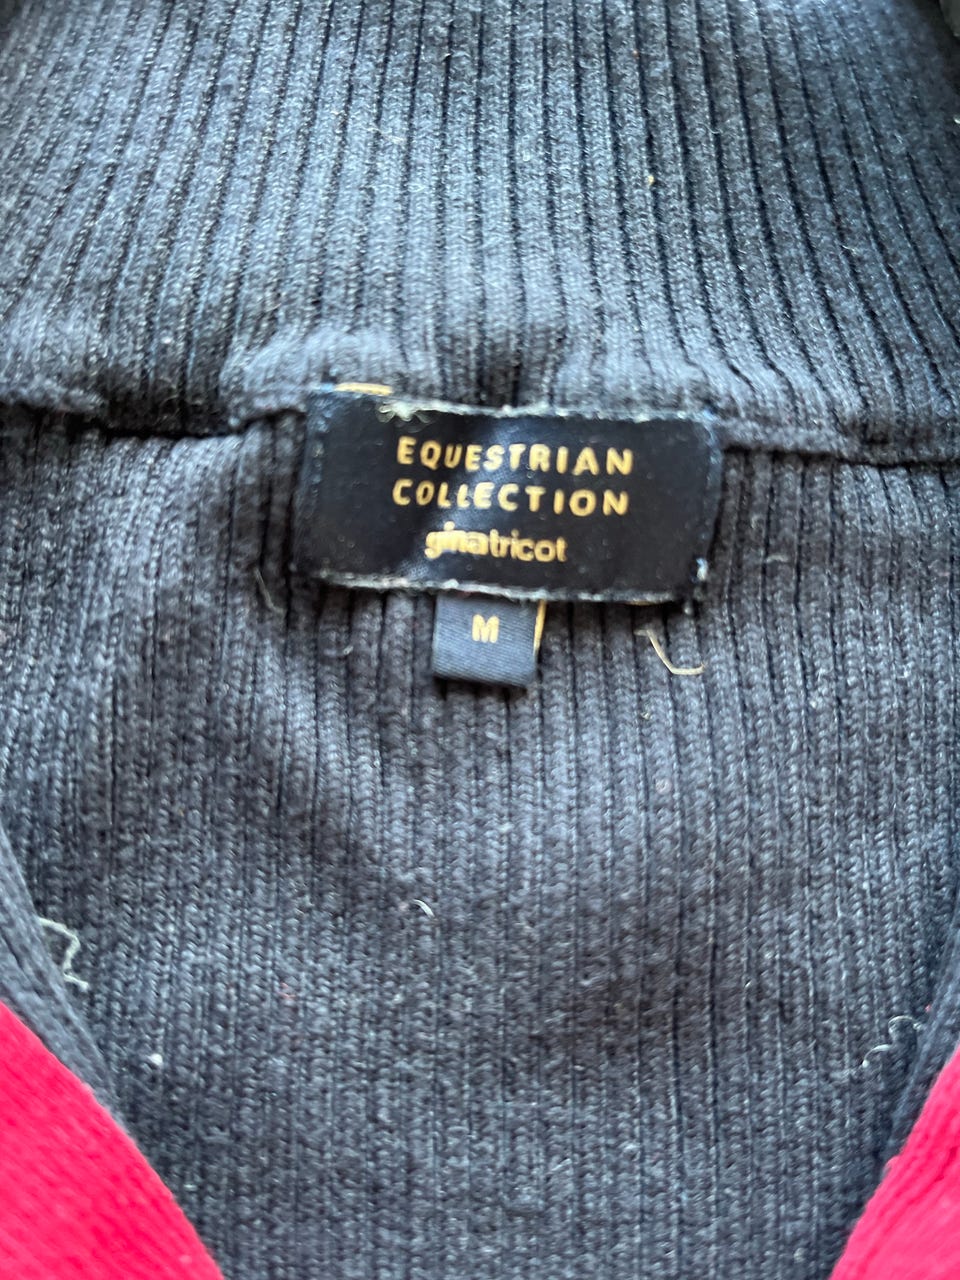 EQUESTRIAN
COLLECTION
ginatricot
M